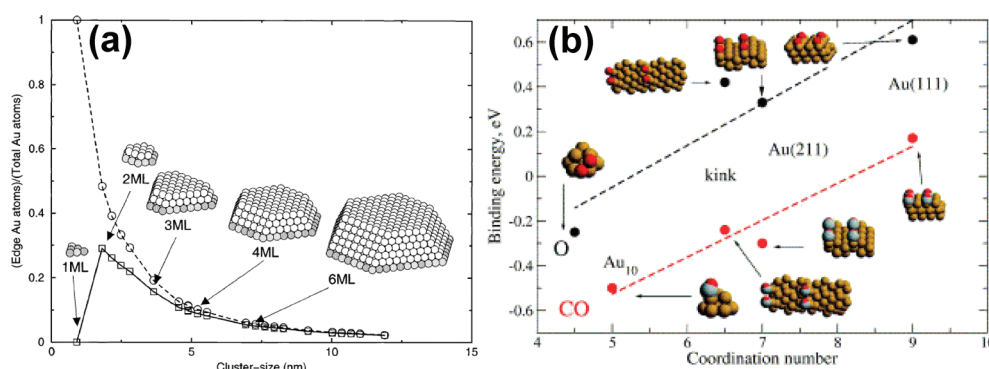 (a)
(Edge Au atoms)/(Total Au atoms)
1
0.8
0.6
0.4
0.2
0
0
5
10
15
Cluster−size (nm)
1ML
2ML
3ML
4ML
6ML
(b)
Binding energy, eV
0.6
0.4
0.2
0
-0.2
-0.4
-0.6
4
5
6
7
8
9
10
Coordination number
Au(111)
Au(211)
kink
O
Au10
CO